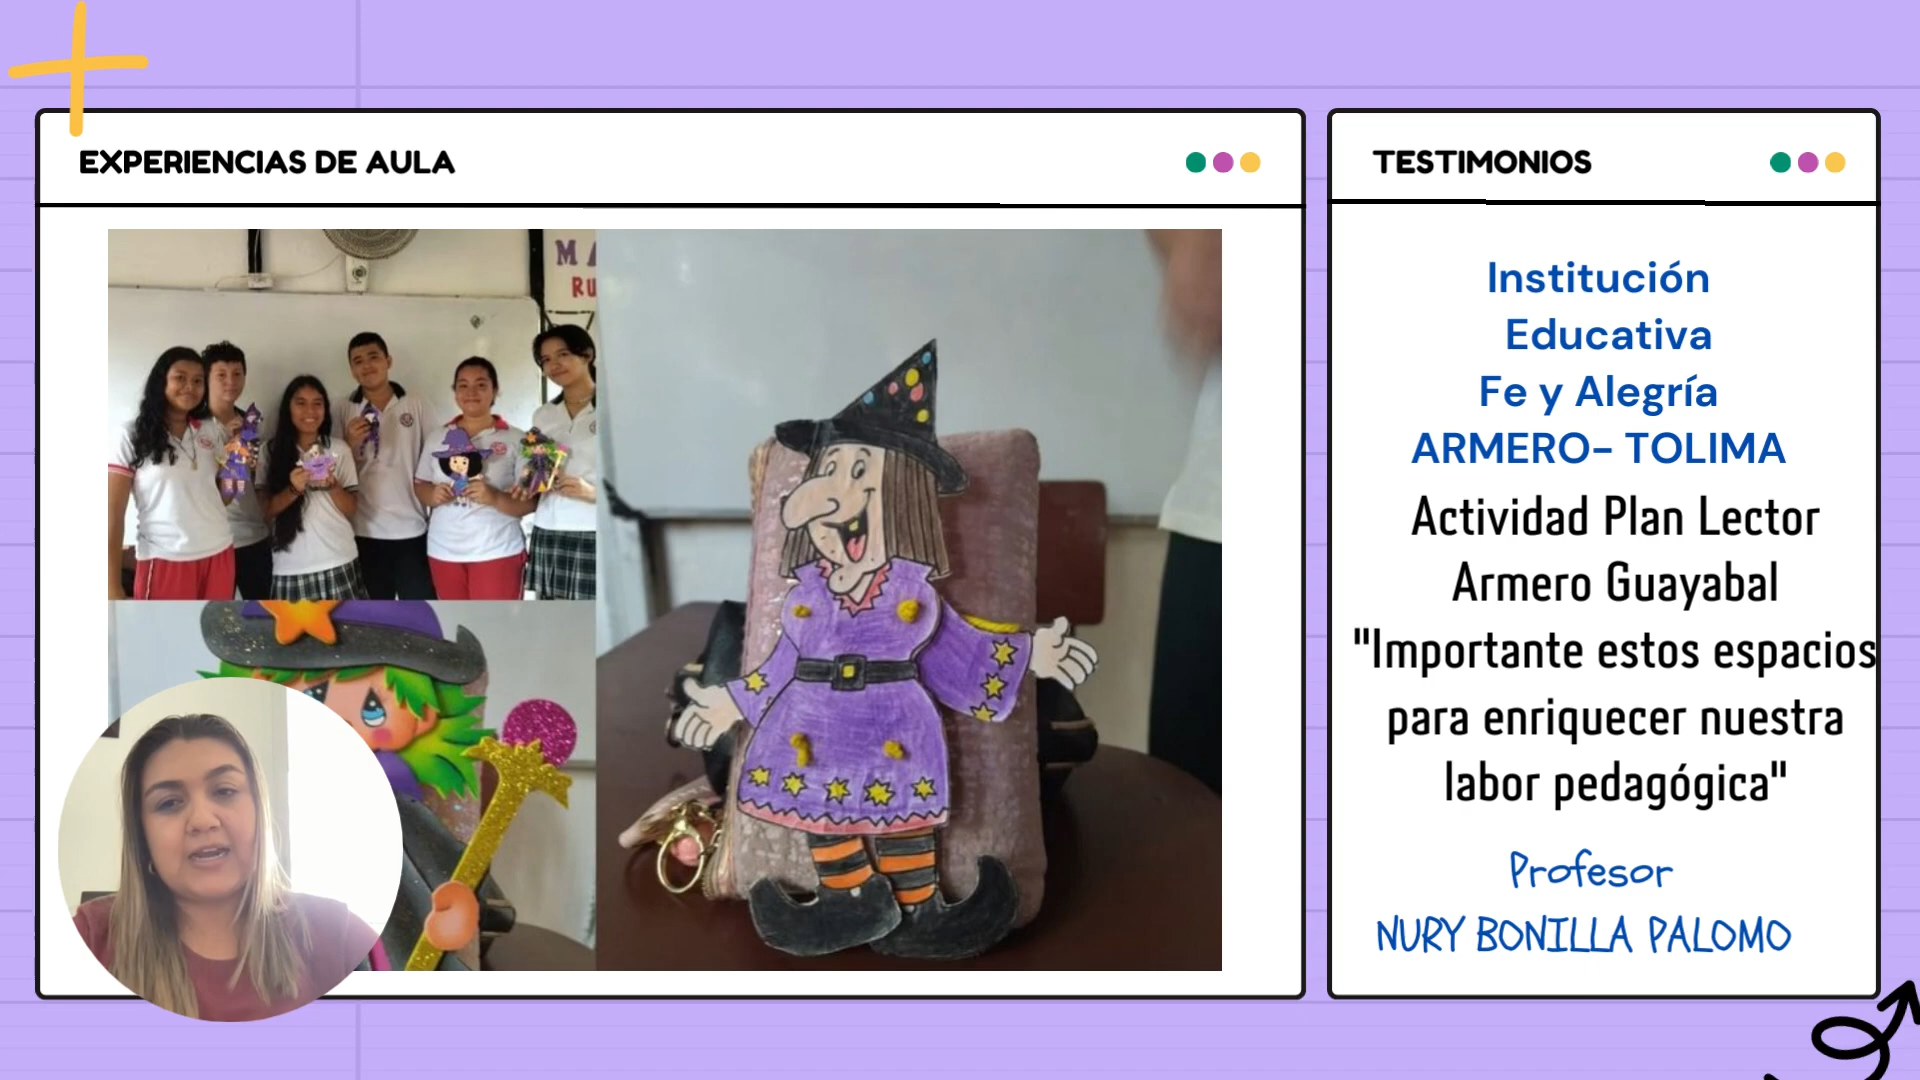 EXPERIENCIAS DE AULA
M
RU
TESTIMONIOS
Institución
Educativa
Fe y Alegría
ARMERO- TOLIMA
Actividad Plan Lector
Armero Guayabal
"Importante estos espacios
para enriquecer nuestra
labor pedagógica"
Profesor
NURY BONILLA PALOMO